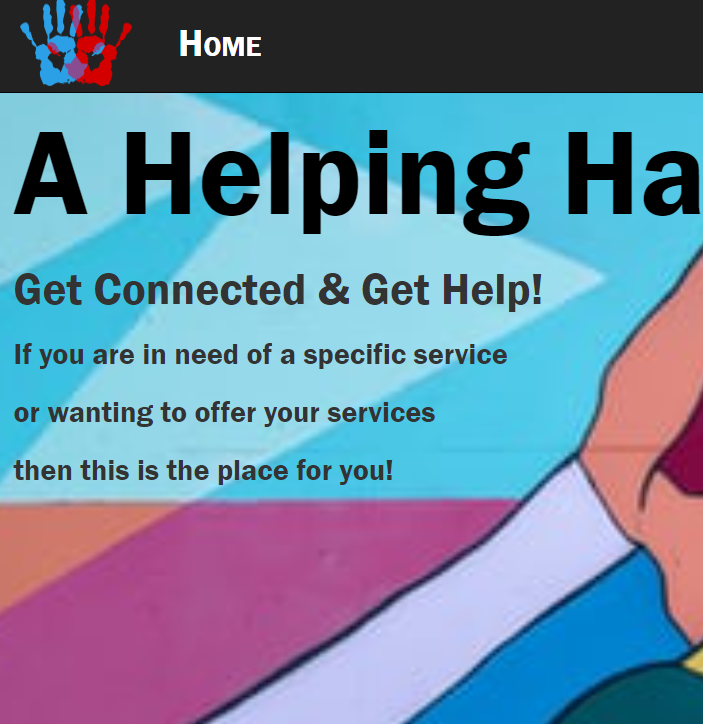 Home
A Helping Ha
Get Connected & Get Help!
If you are in need of a specific service
or wanting to offer your services
then this is the place for you!